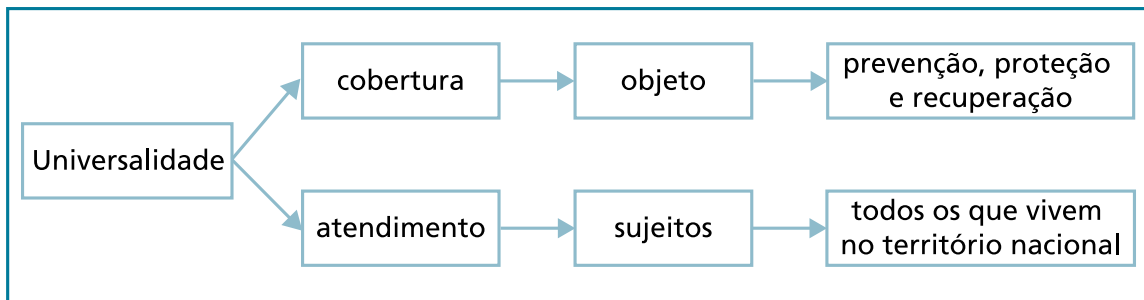 Universalidade
cobertura
objeto
prevenção, proteção
e recuperação
atendimento
sujeitos
todos os que vivem
no território nacional